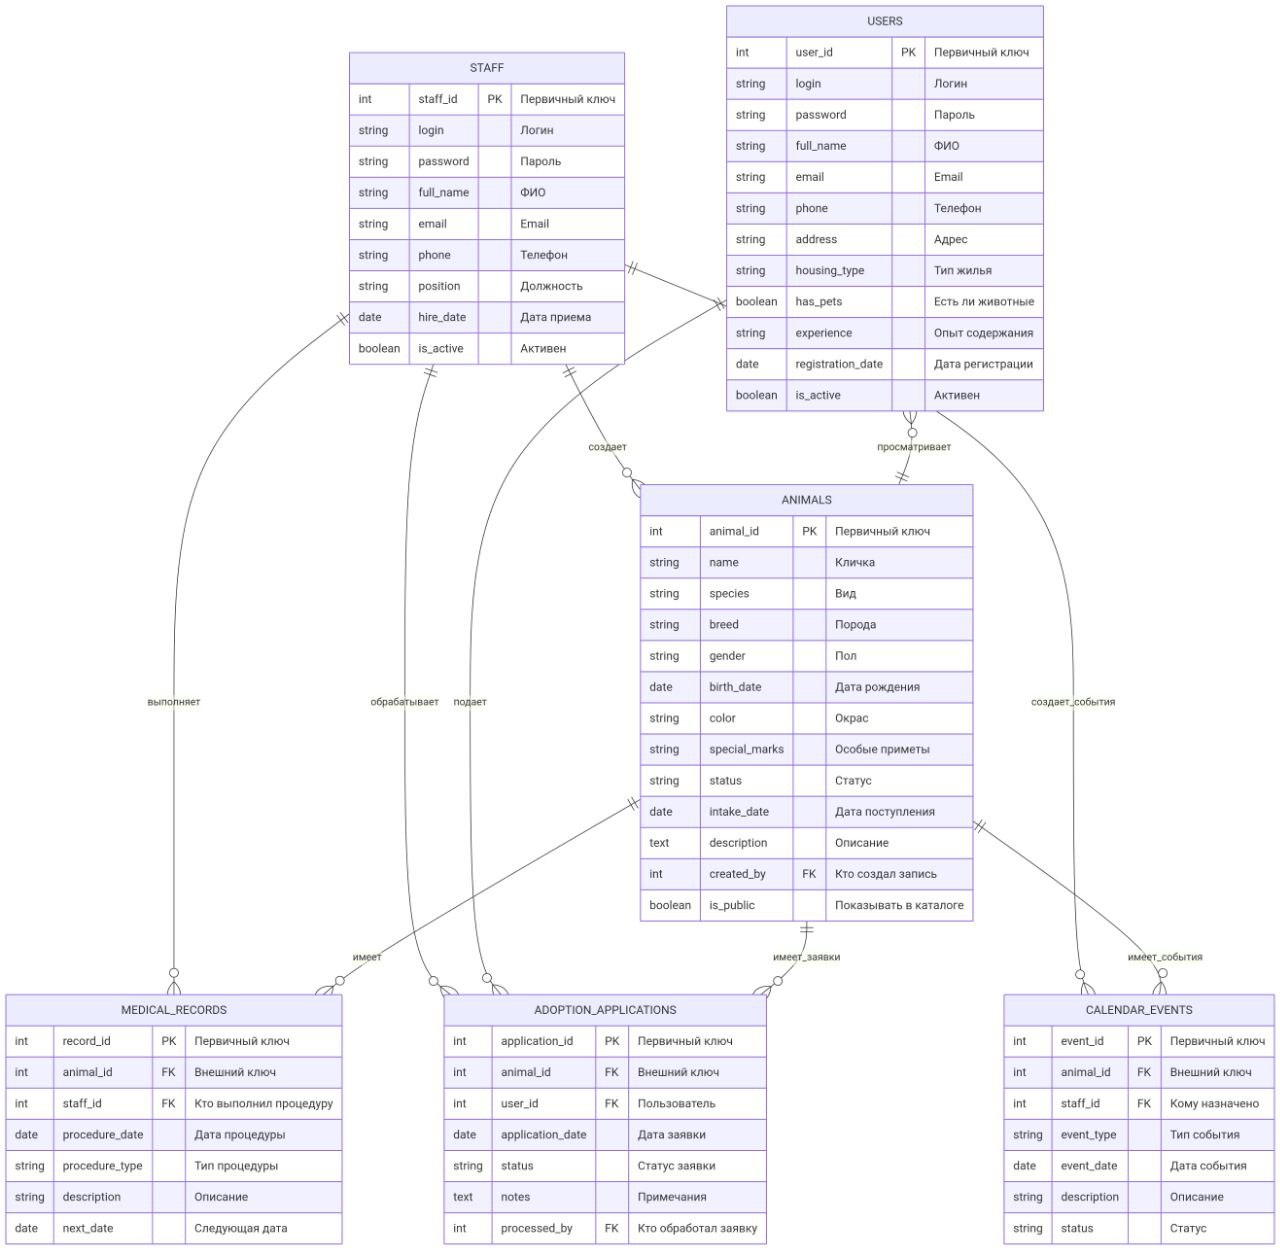 USERS
int user_id PK Первичный ключ
string login Логин
string password Пароль
string full_name ФИО
string email Email
string phone Телефон
string address Адрес
string housing_type Тип жилья
boolean has_pets Есть ли животные
string experience Опыт содержания
date registration_date Дата регистрации
boolean is_active Активен
STAFF
int staff_id PK Первичный ключ
string login Логин
string password Пароль
string full_name ФИО
string email Email
string phone Телефон
string position Должность
date hire_date Дата приема
boolean is_active Активен
создает
просматривает
ANIMALS
int animal_id PK Первичный ключ
string name Кличка
string species Вид
string breed Порода
string gender Пол
date birth_date Дата рождения
string color Окрас
string special_marks Особые приметы
string status Статус
date intake_date Дата поступления
text description Описание
int created_by FK Кто создал запись
boolean is_public Показывать в каталоге
выполняет
обрабатывает
подает
создает_события
имеет
имеет_заявки
имеет_события
MEDICAL_RECORDS
int record_id PK Первичный ключ
int animal_id FK Внешний ключ
int staff_id FK Кто выполнил процедуру
date procedure_date Дата процедуры
string procedure_type Тип процедуры
string description Описание
date next_date Следующая дата
ADOPTION_APPLICATIONS
int application_id PK Первичный ключ
int animal_id FK Внешний ключ
int user_id FK Пользователь
date application_date Дата заявки
string status Статус заявки
text notes Примечания
int processed_by FK Кто обработал заявку
CALENDAR_EVENTS
int event_id PK Первичный ключ
int animal_id FK Внешний ключ
int staff_id FK Кому назначено
string event_type Тип события
date event_date Дата события
string description Описание
string status Статус